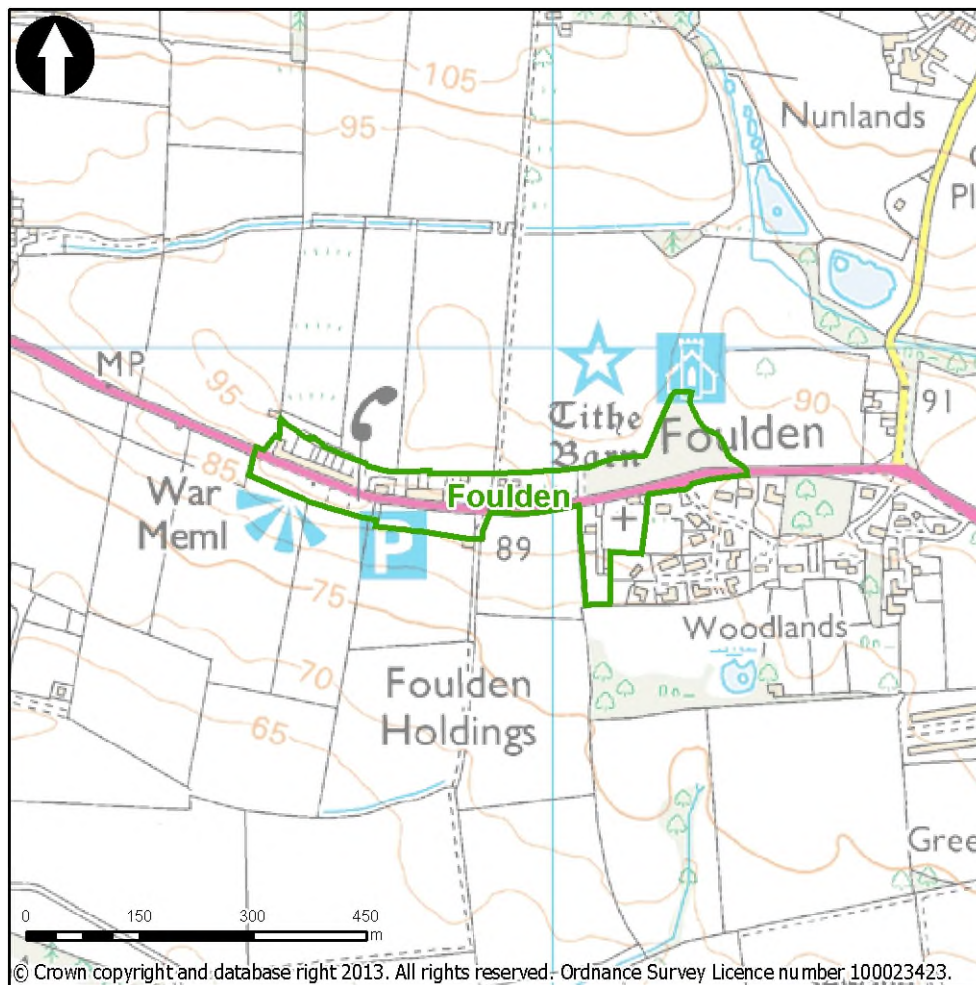 105
95
Nunlands
Pl
MP
95
Tithe
Barn
Foulden
90
91
85
War
Meml
Foulden
P
89
75
70
Woodlands
Foulden
Holdings
65
Gree
0 150 300 450
m
© Crown copyright and database right 2013. All rights reserved. Ordnance Survey Licence number 100023423.